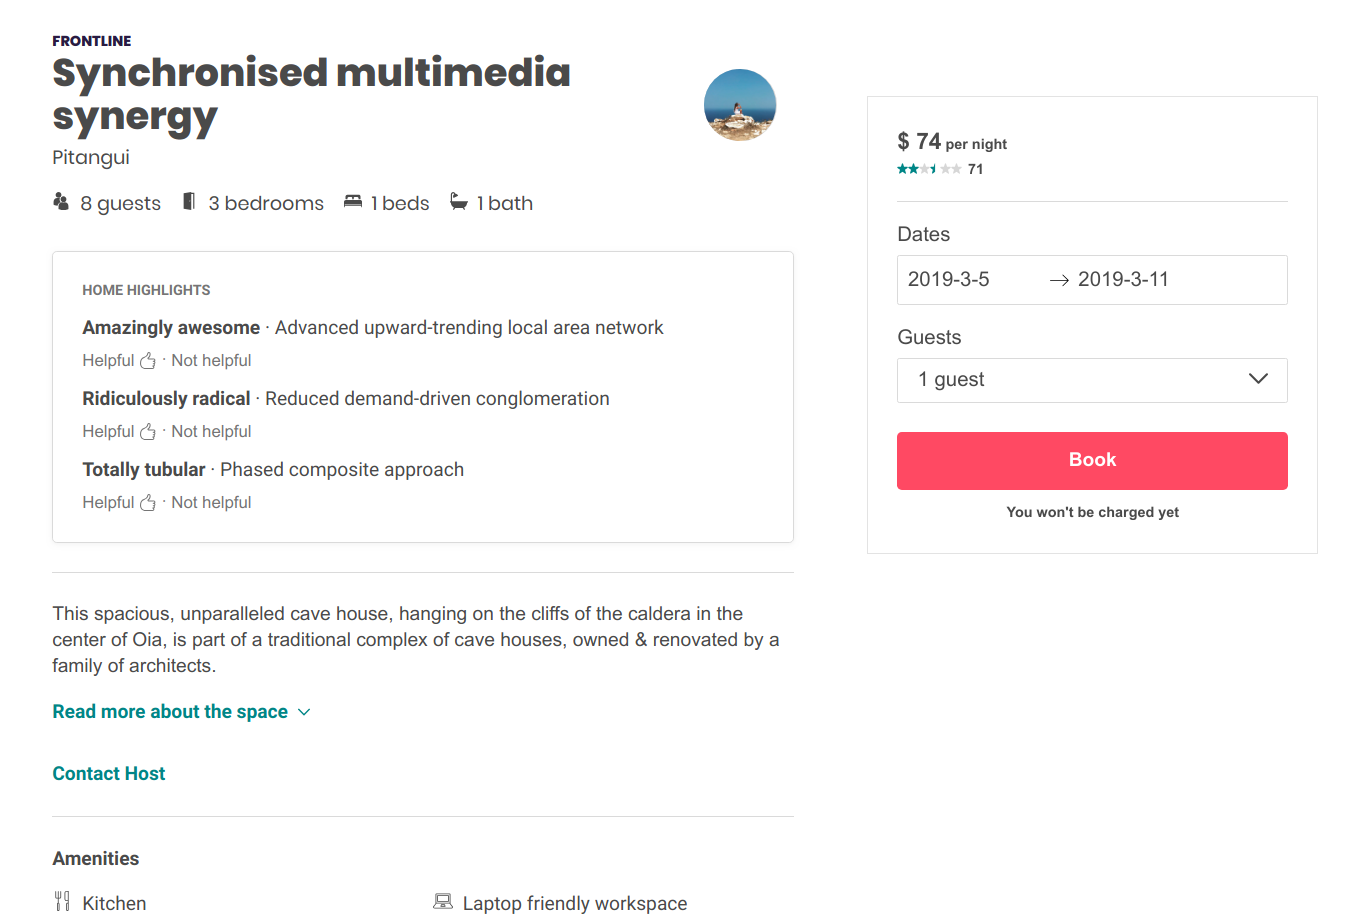 FRONTLINE
Synchronised multimedia
synergy
Pitangui
8 guests 3 bedrooms 1 beds 1 bath
HOME HIGHLIGHTS
Amazingly awesome · Advanced upward-trending local area network
Helpful · Not helpful
Ridiculously radical · Reduced demand-driven conglomeration
Helpful · Not helpful
Totally tubular · Phased composite approach
Helpful · Not helpful
This spacious, unparalleled cave house, hanging on the cliffs of the caldera in the
center of Oia, is part of a traditional complex of cave houses, owned & renovated by a
family of architects.
Read more about the space
Contact Host
Amenities
Kitchen Laptop friendly workspace
$ 74 per night
71
Dates
2019-3-5 → 2019-3-11
Guests
1 guest
Book
You won't be charged yet